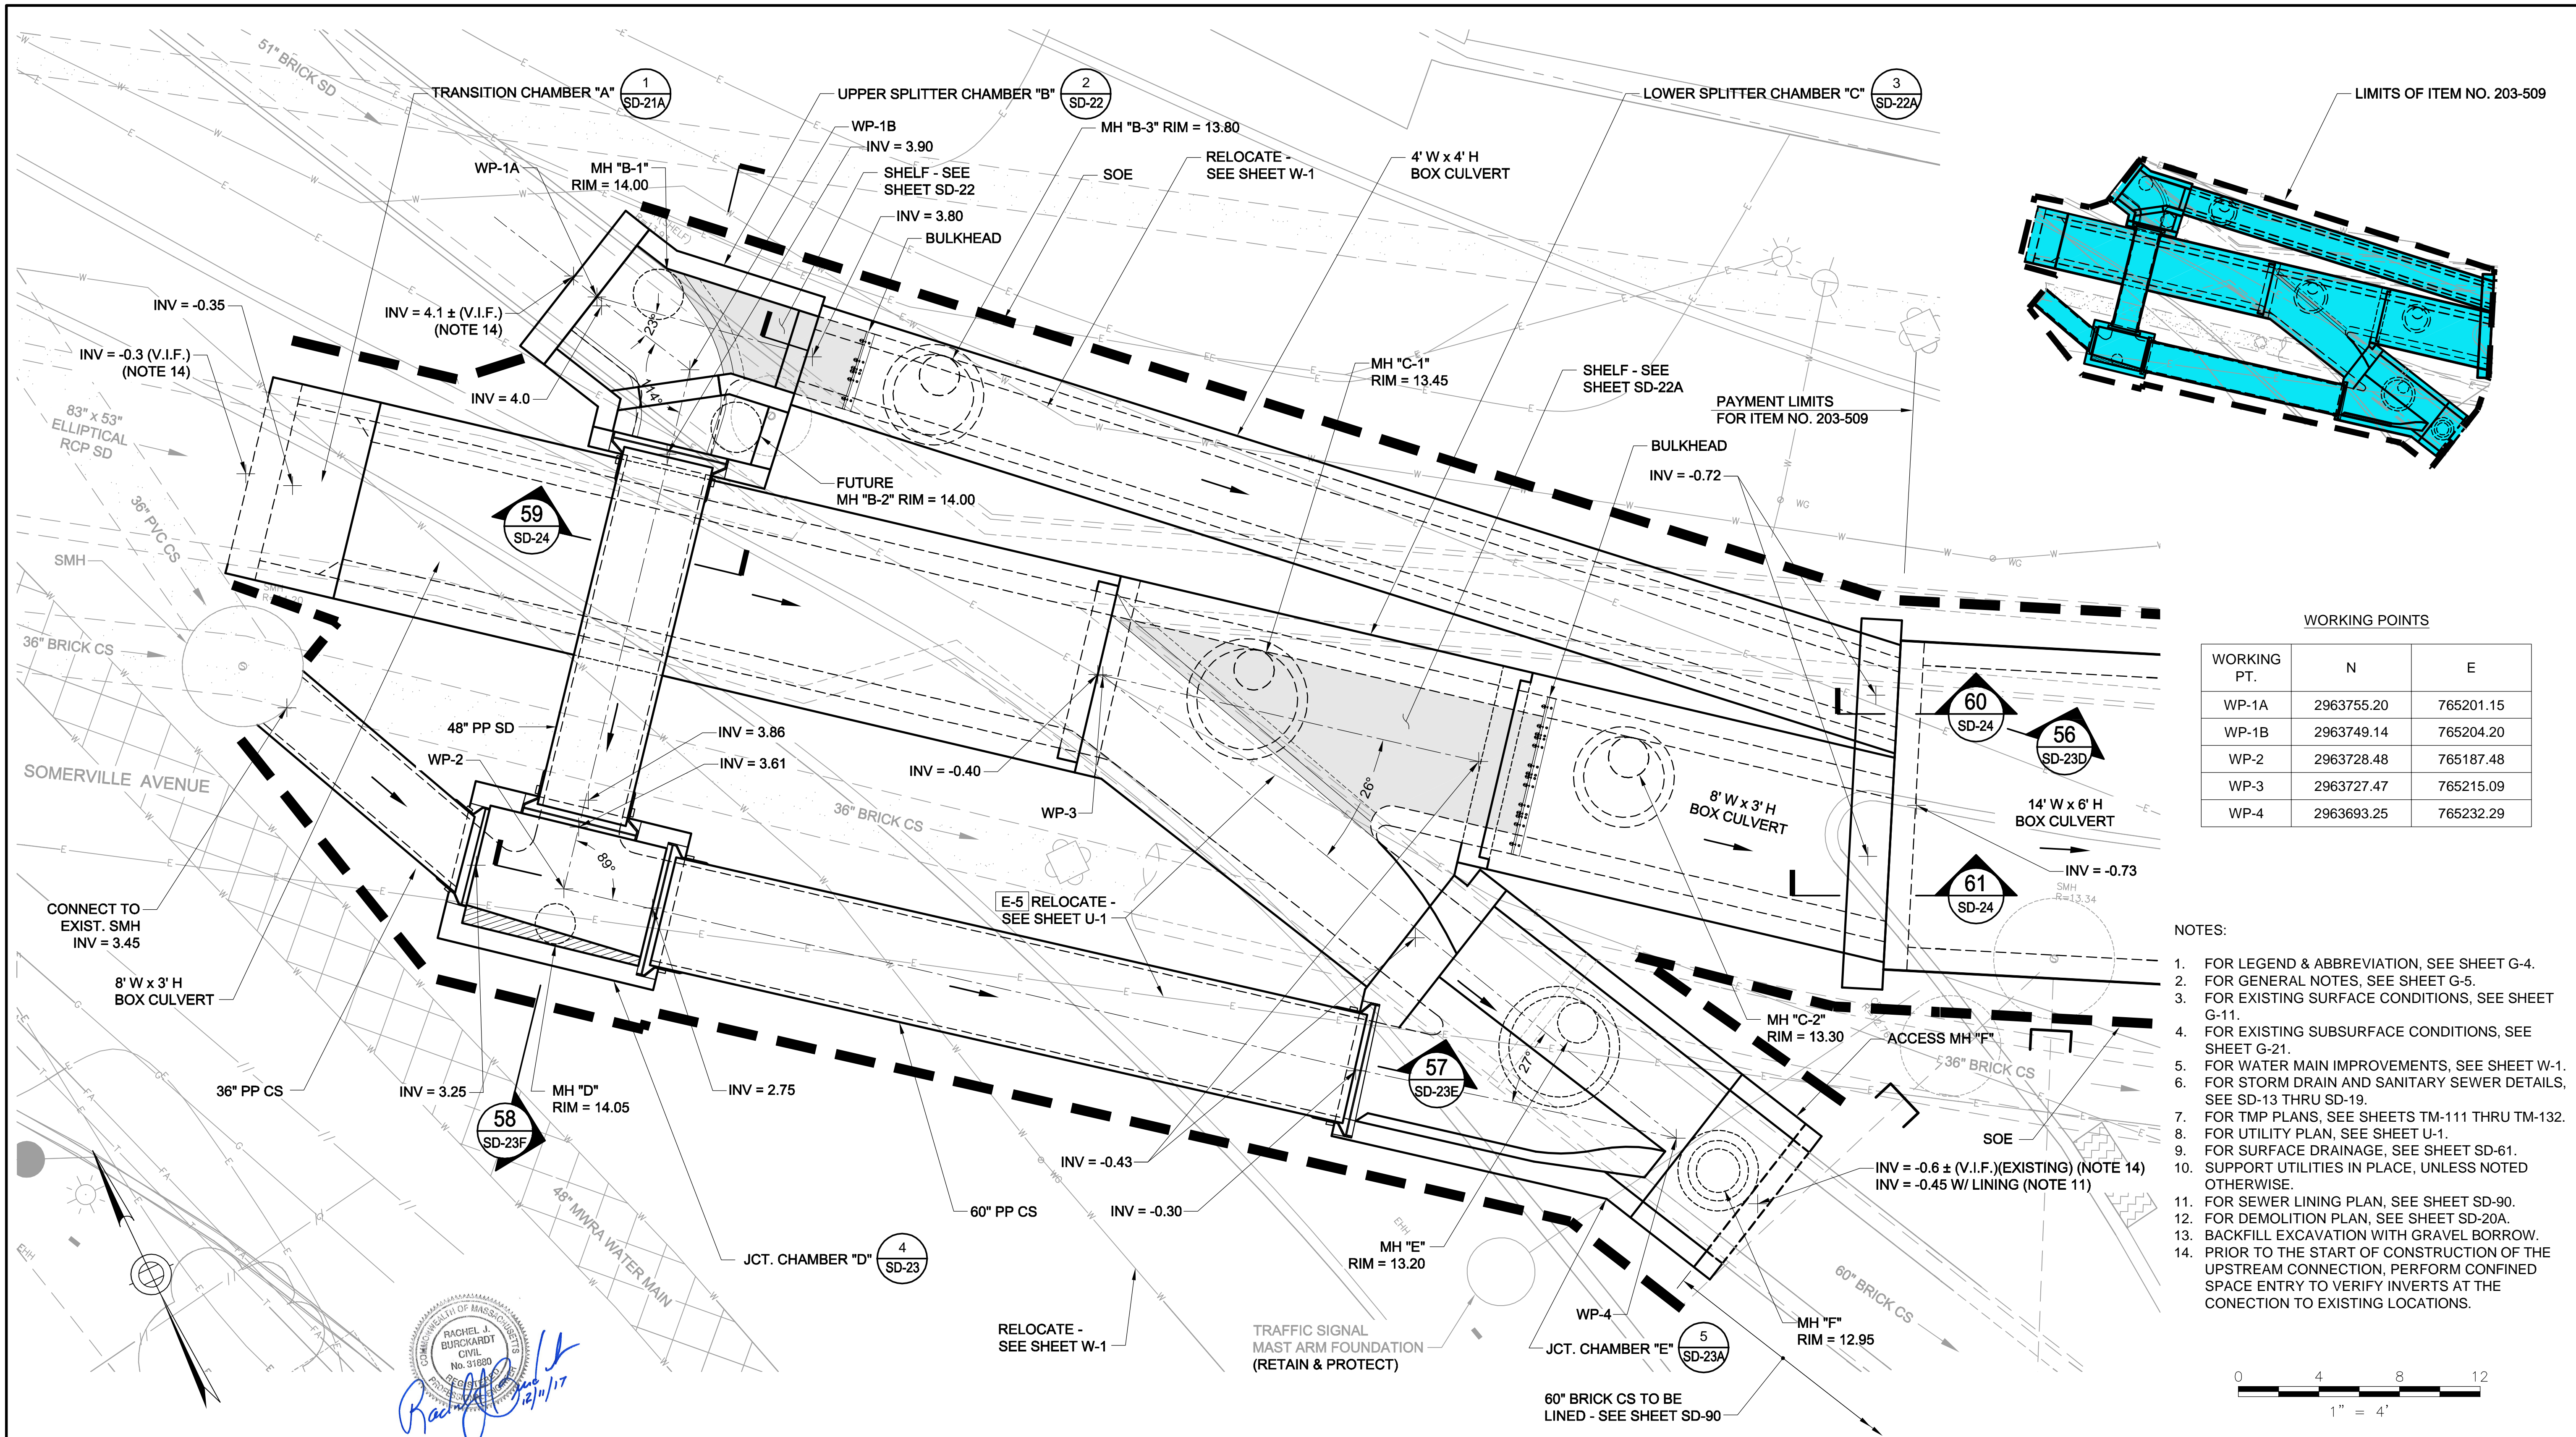 51" BRICK SD
TRANSITION CHAMBER "A"
1
SD-21A
UPPER SPLITTER CHAMBER "B"
2
SD-22
LOWER SPLITTER CHAMBER "C"
3
SD-22A
LIMITS OF ITEM NO. 203-509
WP-1B
INV = 3.90
SHELF - SEE
SHEET SD-22
INV = 3.80
BULKHEAD
MH "B-3" RIM = 13.80
RELOCATE -
SEE SHEET W-1
SOE
4' W x 4' H
BOX CULVERT
WP-1A
MH "B-1"
RIM = 14.00
INV = -0.35
INV = 4.1 ± (V.I.F.)
(NOTE 14)
INV = -0.3 (V.I.F.)
(NOTE 14)
INV = 4.0
23°
114°
83" x 53"
ELLIPTICAL
RCP SD
36" PVC CS
SMH
36" BRICK CS
FUTURE
MH "B-2" RIM = 14.00
59
SD-24
MH "C-1"
RIM = 13.45
SHELF - SEE
SHEET SD-22A
PAYMENT LIMITS
FOR ITEM NO. 203-509
BULKHEAD
INV = -0.72
WG
WG
48" PP SD
WP-2
INV = 3.86
INV = 3.61
INV = -0.40
WP-3
36" BRICK CS
89°
26°
SOMERVILLE AVENUE
CONNECT TO
EXIST. SMH
INV = 3.45
8' W x 3' H
BOX CULVERT
36" PP CS
INV = 3.25
MH "D"
RIM = 14.05
INV = 2.75
58
SD-23F
E-5 RELOCATE -
SEE SHEET U-1
8' W x 3' H
BOX CULVERT
60
SD-24
56
SD-23D
14' W x 6' H
BOX CULVERT
INV = -0.73
61
SD-24
SMH
R=13.34
MH "C-2"
RIM = 13.30
ACCESS MH "F"
36" BRICK CS
57
SD-23E
27°
INV = -0.43
INV = -0.30
60" PP CS
SOE
INV = -0.6 ± (V.I.F.)(EXISTING) (NOTE 14)
INV = -0.45 W/ LINING (NOTE 11)
48" MWRA WATER MAIN
JCT. CHAMBER "D"
4
SD-23
MH "E"
RIM = 13.20
EHH
EHH
RELOCATE -
SEE SHEET W-1
TRAFFIC SIGNAL
MAST ARM FOUNDATION
(RETAIN & PROTECT)
WP-4
JCT. CHAMBER "E"
5
SD-23A
MH "F"
RIM = 12.95
60" BRICK CS
60" BRICK CS TO BE
LINED - SEE SHEET SD-90
COMMONWEALTH OF MASSACHUSETTS
RACHEL J.
BURCKARDT
CIVIL
No. 31880
REGISTERED
PROFESSIONAL ENGINEER
12/11/17
WORKING POINTS
WORKING PT. N E
WP-1A 2963755.20 765201.15
WP-1B 2963749.14 765204.20
WP-2 2963728.48 765187.48
WP-3 2963727.47 765215.09
WP-4 2963693.25 765232.29
NOTES:
1. FOR LEGEND & ABBREVIATION, SEE SHEET G-4.
2. FOR GENERAL NOTES, SEE SHEET G-5.
3. FOR EXISTING SURFACE CONDITIONS, SEE SHEET
G-11.
4. FOR EXISTING SUBSURFACE CONDITIONS, SEE
SHEET G-21.
5. FOR WATER MAIN IMPROVEMENTS, SEE SHEET W-1.
6. FOR STORM DRAIN AND SANITARY SEWER DETAILS,
SEE SD-13 THRU SD-19.
7. FOR TMP PLANS, SEE SHEETS TM-111 THRU TM-132.
8. FOR UTILITY PLAN, SEE SHEET U-1.
9. FOR SURFACE DRAINAGE, SEE SHEET SD-61.
10. SUPPORT UTILITIES IN PLACE, UNLESS NOTED
OTHERWISE.
11. FOR SEWER LINING PLAN, SEE SHEET SD-90.
12. FOR DEMOLITION PLAN, SEE SHEET SD-20A.
13. BACKFILL EXCAVATION WITH GRAVEL BORROW.
14. PRIOR TO THE START OF CONSTRUCTION OF THE
UPSTREAM CONNECTION, PERFORM CONFINED
SPACE ENTRY TO VERIFY INVERTS AT THE
CONECTION TO EXISTING LOCATIONS.
0 4 8 12
1" = 4'